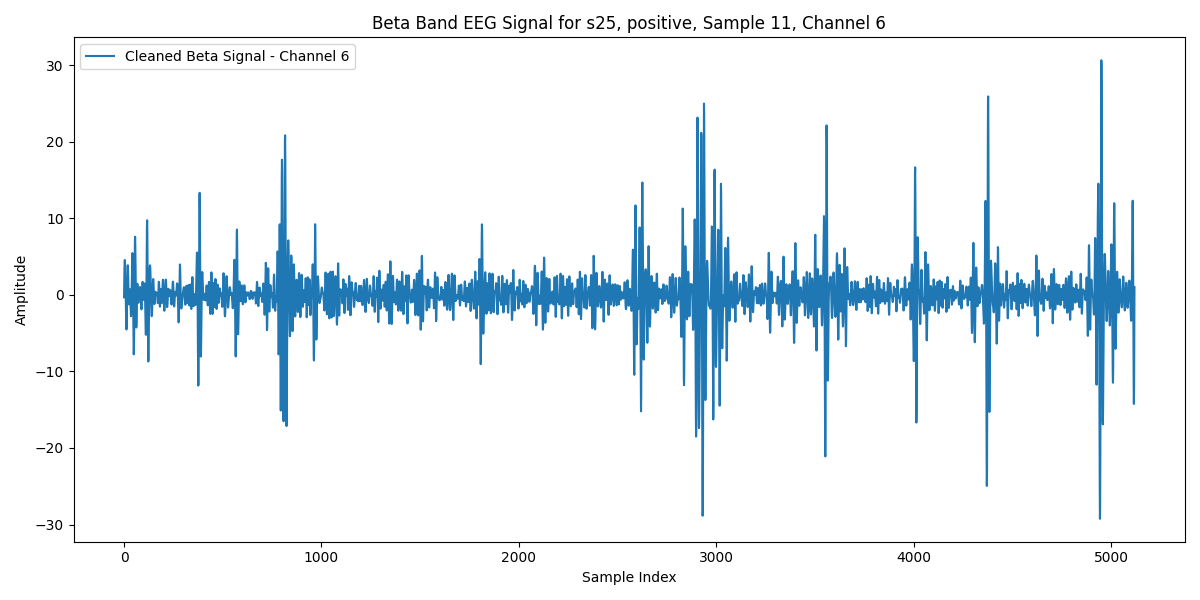 Beta Band EEG Signal for s25, positive, Sample 11, Channel 6
Cleaned Beta Signal - Channel 6
30
20
10
0
−10
−20
−30
Amplitude
0 1000 2000 3000 4000 5000
Sample Index